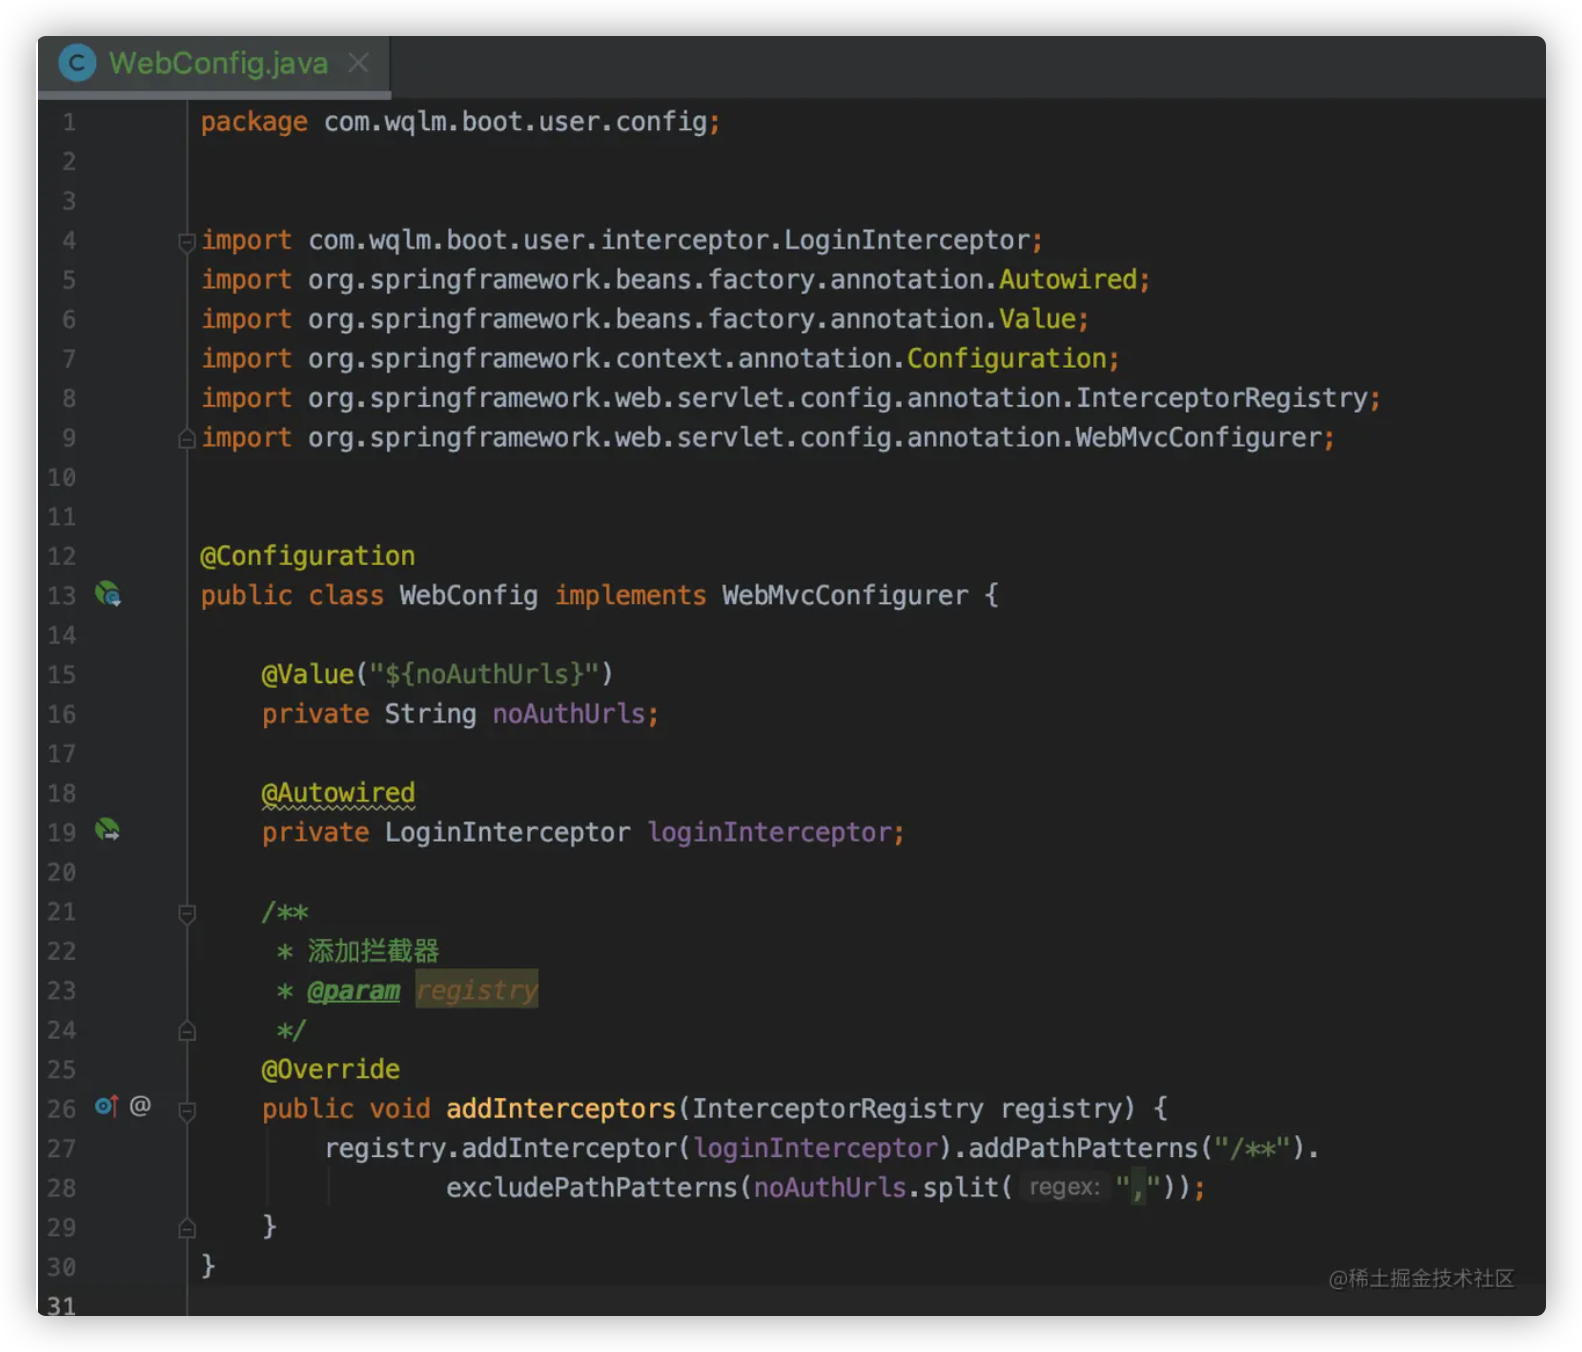 WebConfig.java
1 package com.wqlm.boot.user.config;
2
3
4 import com.wqlm.boot.user.interceptor.LoginInterceptor;
5 import org.springframework.beans.factory.annotation.Autowired;
6 import org.springframework.beans.factory.annotation.Value;
7 import org.springframework.context.annotation.Configuration;
8 import org.springframework.web.servlet.config.annotation.InterceptorRegistry;
9 import org.springframework.web.servlet.config.annotation.WebMvcConfigurer;
10
11
12 @Configuration
13 public class WebConfig implements WebMvcConfigurer {
14
15 @Value("${noAuthUrls}")
16 private String noAuthUrls;
17
18 @Autowired
19 private LoginInterceptor loginInterceptor;
20
21 /**
22 * 添加拦截器
23 * @param registry
24 */
25 @Override
26 @ public void addInterceptors(InterceptorRegistry registry) {
27 registry.addInterceptor(loginInterceptor).addPathPatterns("/**").
28 excludePathPatterns(noAuthUrls.split( regex: ","));
29 }
30 }
31
@稀土掘金技术社区